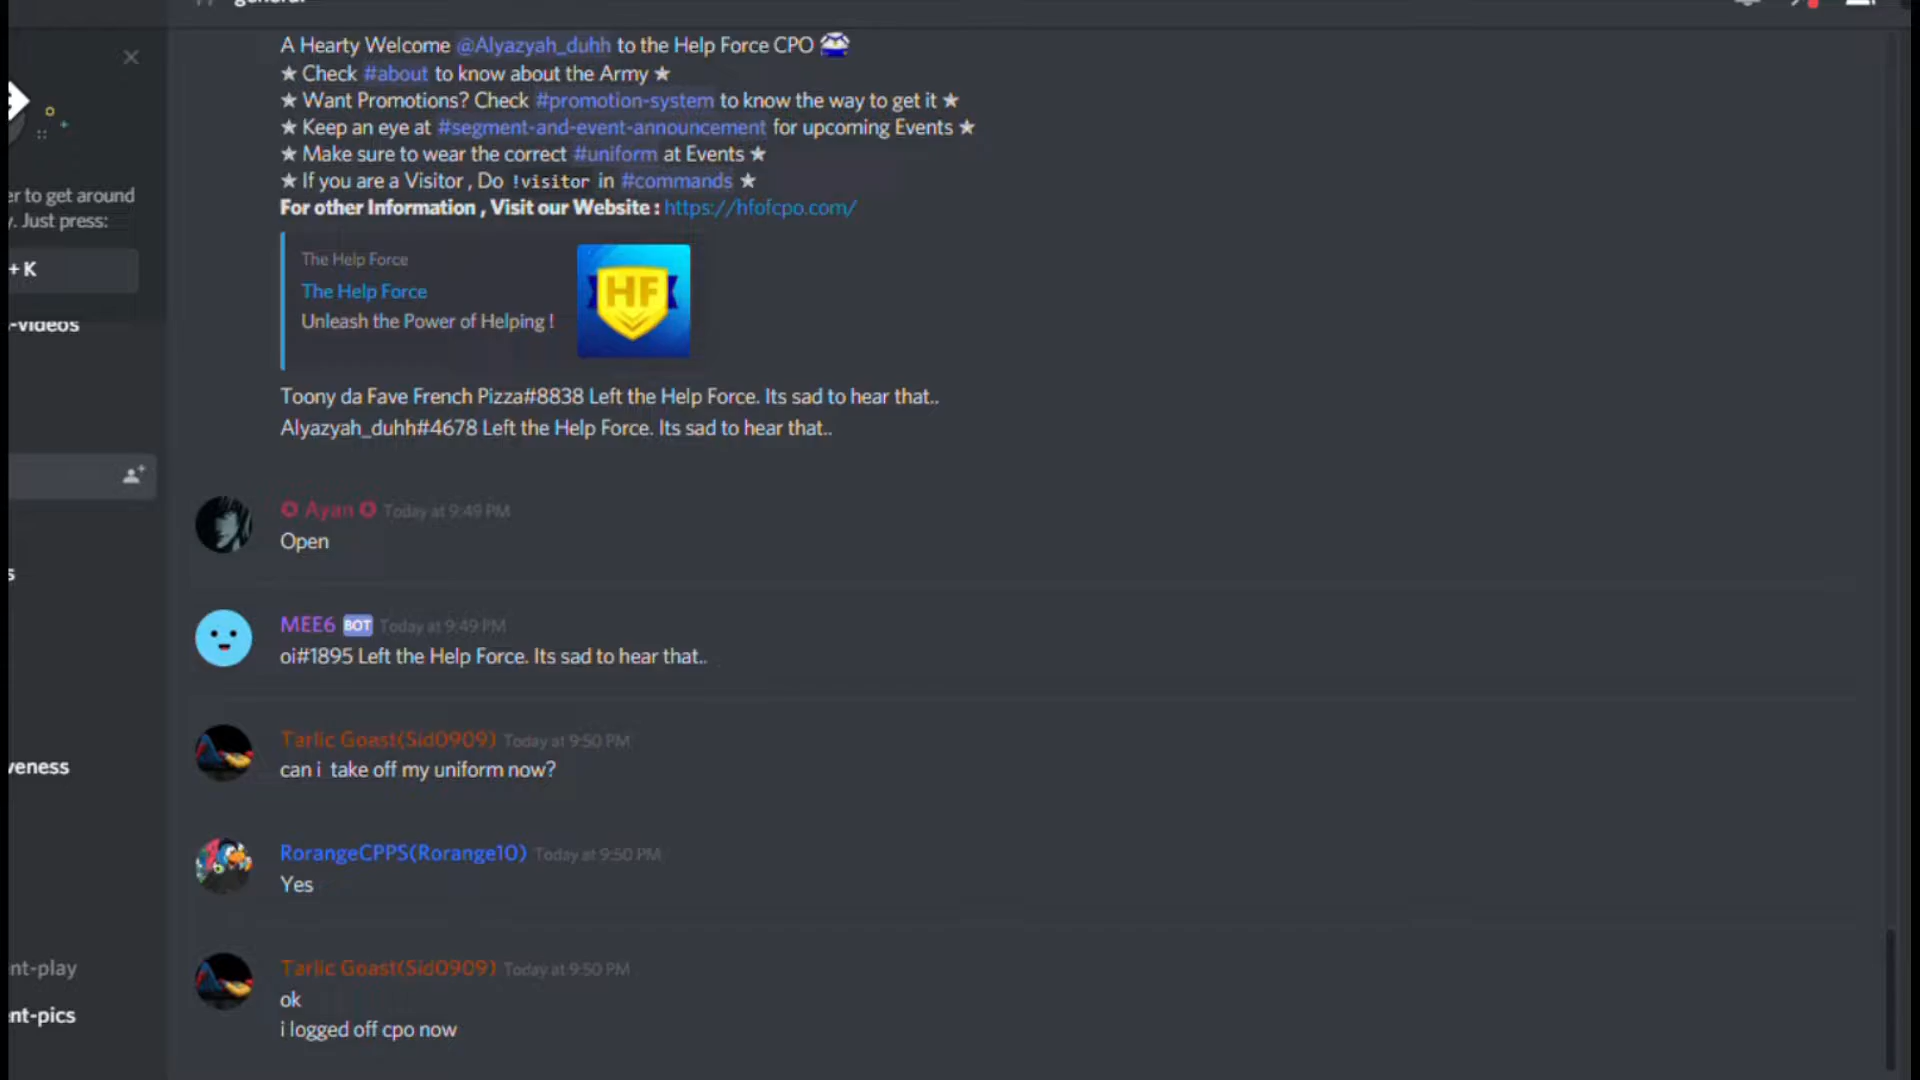 general
A Hearty Welcome @Alyazyah_duhh to the Help Force CPO
★ Check #about to know about the Army ★
★ Want Promotions? Check #promotion-system to know the way to get it ★
★ Keep an eye at #segment-and-event-announcement for upcoming Events ★
★ Make sure to wear the correct #uniform at Events ★
★ If you are a Visitor , Do !visitor in #commands ★
For other Information , Visit our Website : https://hfofcpo.com/
The Help Force
The Help Force
Unleash the Power of Helping !
HF
Toony da Fave French Pizza#8838 Left the Help Force. Its sad to hear that..
Alyazyah_duhh#4678 Left the Help Force. Its sad to hear that..
Ayan Today at 9:49 PM
Open
MEE6 BOT Today at 9:49 PM
oi#1895 Left the Help Force. Its sad to hear that..
Tarlic Goast(Sid0909) Today at 9:50 PM
can i take off my uniform now?
RorangeCPPS(Rorange10) Today at 9:50 PM
Yes
Tarlic Goast(Sid0909) Today at 9:50 PM
ok
i logged off cpo now
er to get around
y. Just press:
+ K
-videos
s
veness
nt-play
nt-pics